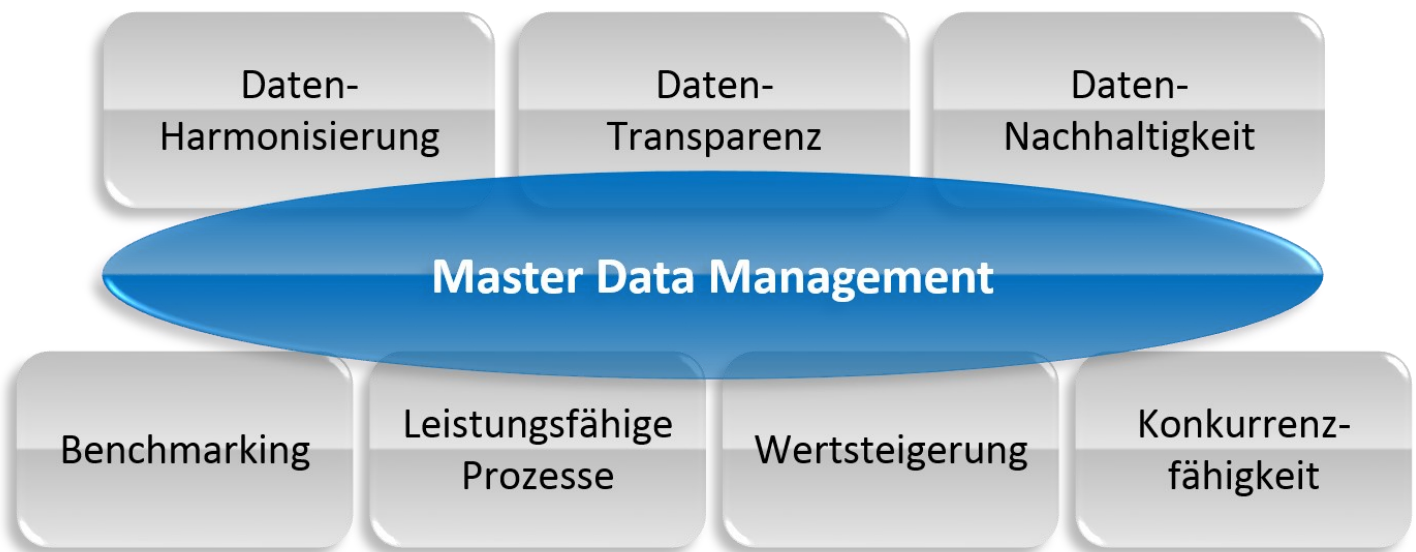 Daten-
Harmonisierung
Daten-
Transparenz
Daten-
Nachhaltigkeit
Master Data Management
Benchmarking
Leistungsfähige
Prozesse
Wertsteigerung
Konkurrenz-
fähigkeit